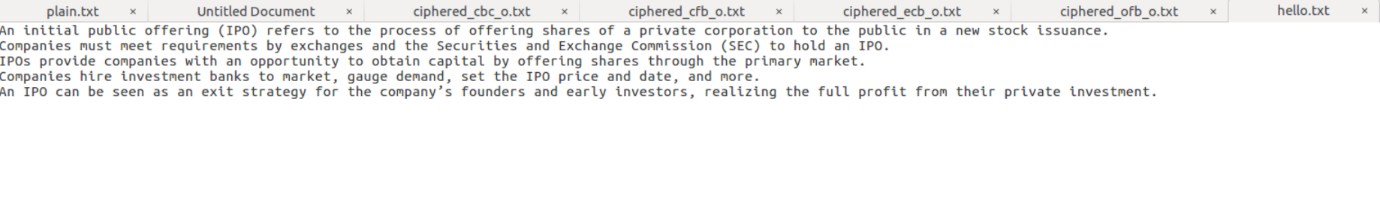 plain.txt × Untitled Document × ciphered_cbc_o.txt × ciphered_cfb_o.txt × ciphered_ecb_o.txt × ciphered_ofb_o.txt × hello.txt ×
An initial public offering (IPO) refers to the process of offering shares of a private corporation to the public in a new stock issuance.
Companies must meet requirements by exchanges and the Securities and Exchange Commission (SEC) to hold an IPO.
IPOs provide companies with an opportunity to obtain capital by offering shares through the primary market.
Companies hire investment banks to market, gauge demand, set the IPO price and date, and more.
An IPO can be seen as an exit strategy for the company’s founders and early investors, realizing the full profit from their private investment.